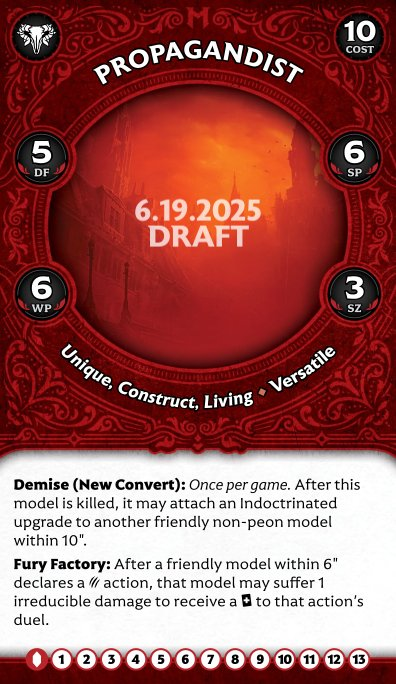 10
COST
PROPAGANDIST
5
DF
6
SP
6.19.2025
DRAFT
6
WP
3
SZ
Unique, Construct, Living ⬥ Versatile
Demise (New Convert): Once per game. After this
model is killed, it may attach an Indoctrinated
upgrade to another friendly non-peon model
within 10".
Fury Factory: After a friendly model within 6"
declares a action, that model may suffer 1
irreducible damage to receive a to that action's
duel.
1 2 3 4 5 6 7 8 9 10 11 12 13